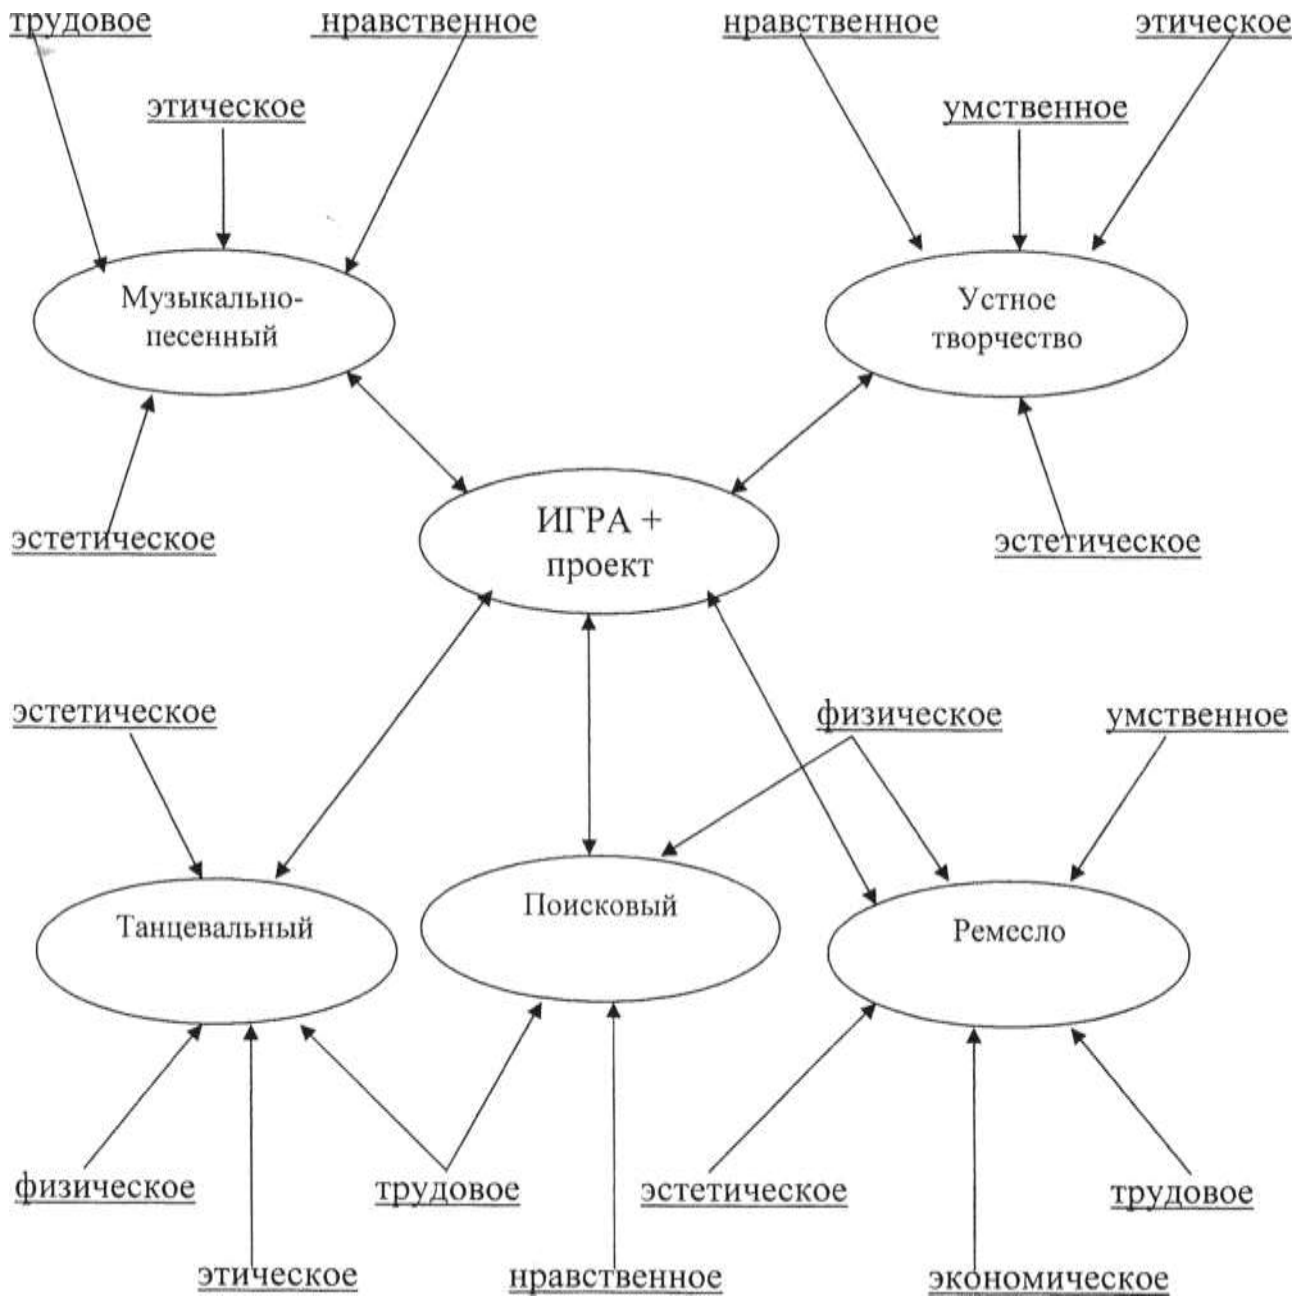 трудовое нравственное нравственное этическое
этическое умственное
Музыкально-
песенный
Устное
творчество
эстетическое
ИГРА +
проект
эстетическое
эстетическое
физическое умственное
Танцевальный
Поисковый
Ремесло
физическое трудовое эстетическое трудовое
этическое нравственное экономическое